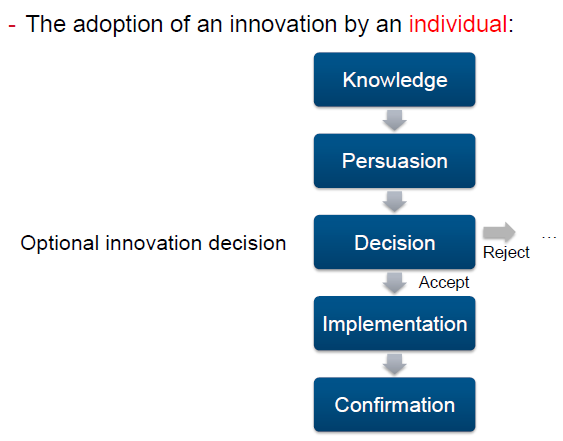 - The adoption of an innovation by an individual:
Knowledge
Persuasion
Optional innovation decision
Decision
Reject
...
Accept
Implementation
Confirmation